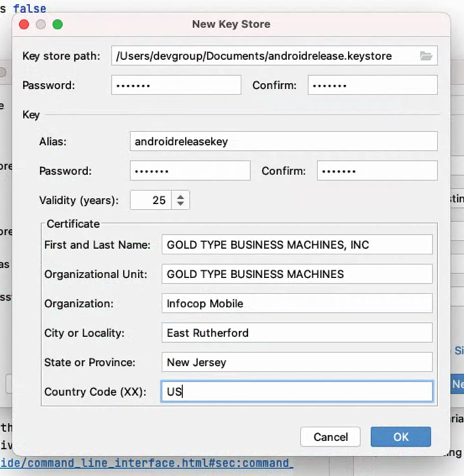 s false
New Key Store
Key store path: /Users/devgroup/Documents/androidrelease.keystore
Password: ••••••• Confirm: •••••••
Key
Alias: androidreleasekey
Password: ••••••• Confirm: •••••••
Validity (years): 25
Certificate
First and Last Name: GOLD TYPE BUSINESS MACHINES, INC
Organizational Unit: GOLD TYPE BUSINESS MACHINES
Organization: Infocop Mobile
City or Locality: East Rutherford
State or Province: New Jersey
Country Code (XX): US
Cancel OK
ide/command_line_interface.html#sec:command_